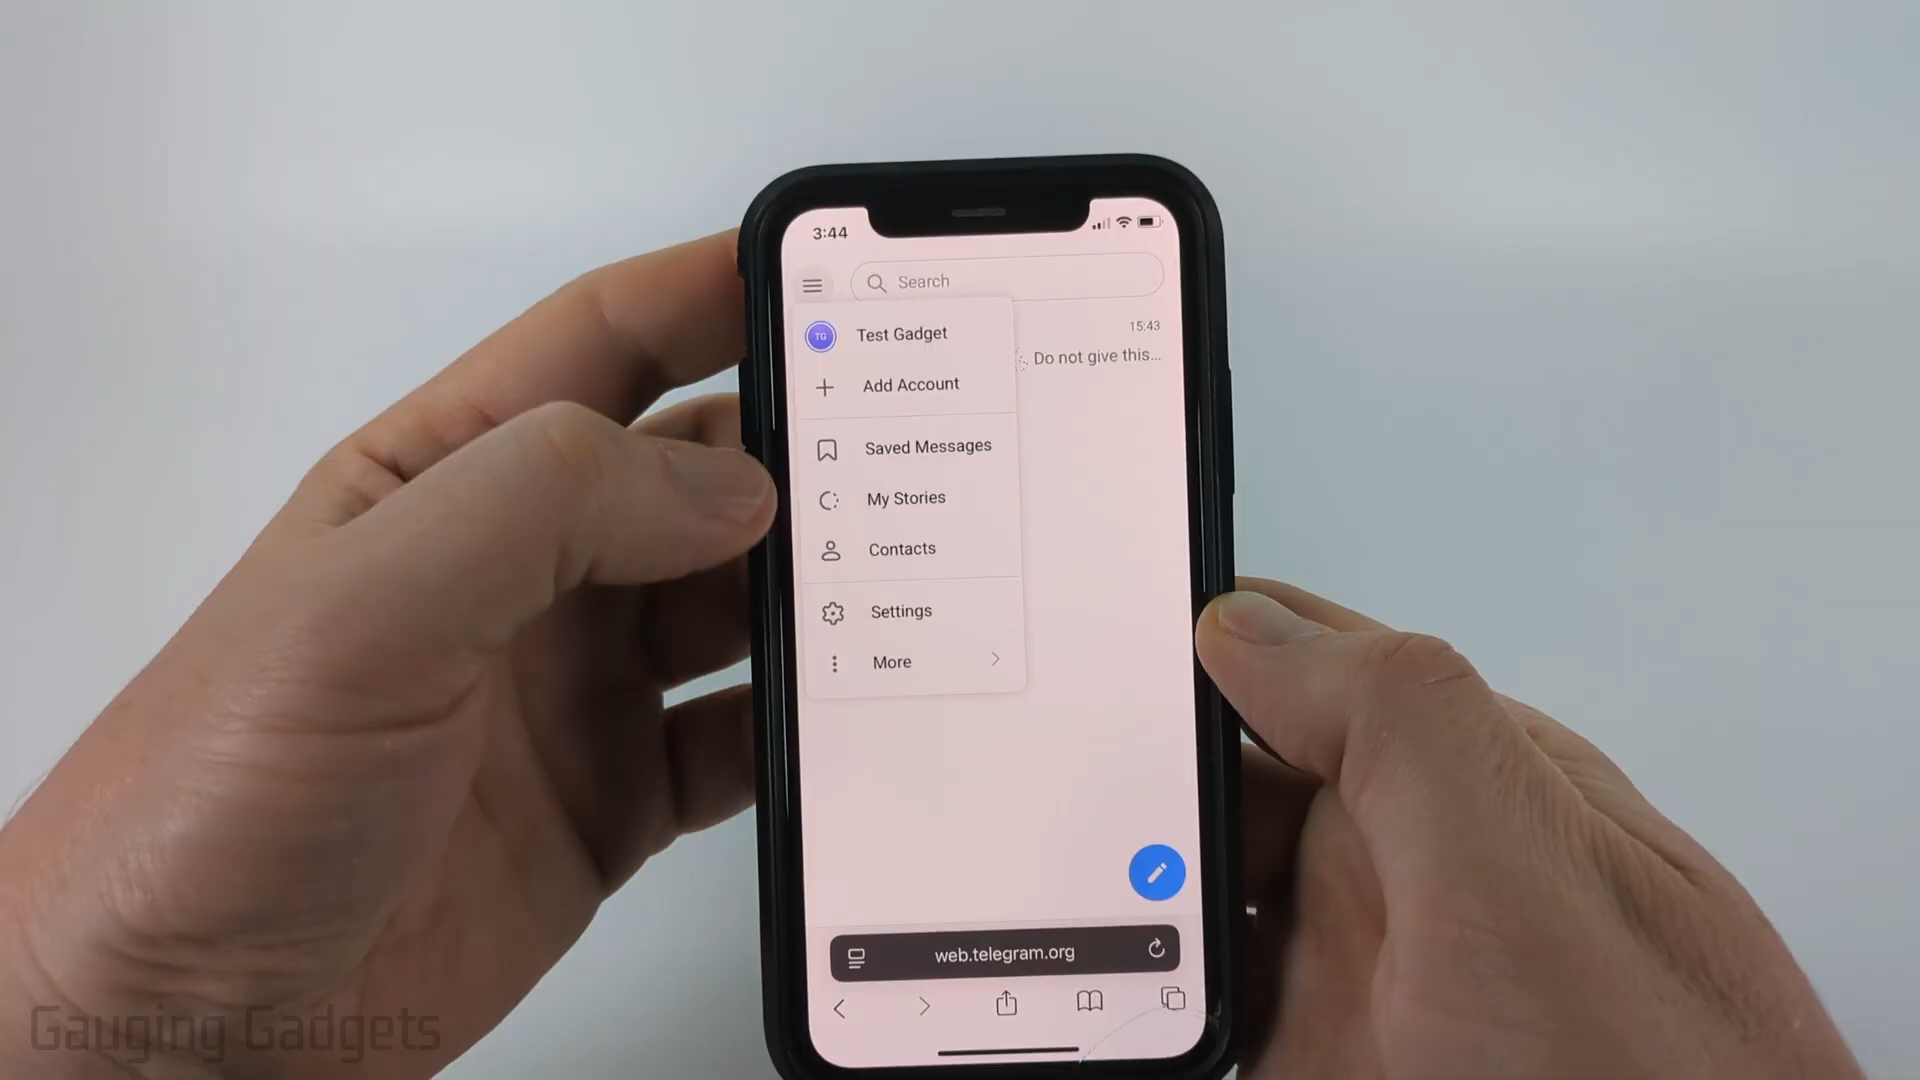 3:44
Search
TG
Test Gadget
15:43
Do not give this...
Add Account
Saved Messages
My Stories
Contacts
Settings
More
web.telegram.org
Gauging Gadgets